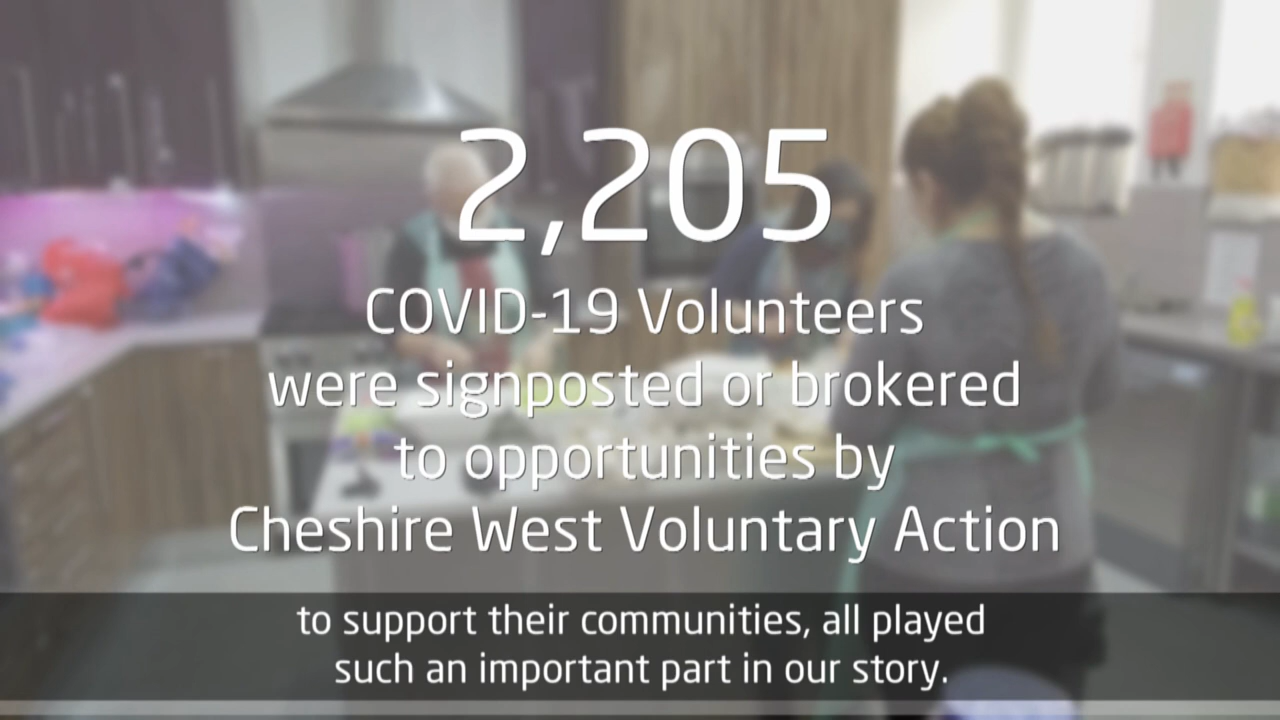 2,205
COVID-19 Volunteers
were signposted or brokered
to opportunities by
Cheshire West Voluntary Action
to support their communities, all played
such an important part in our story.